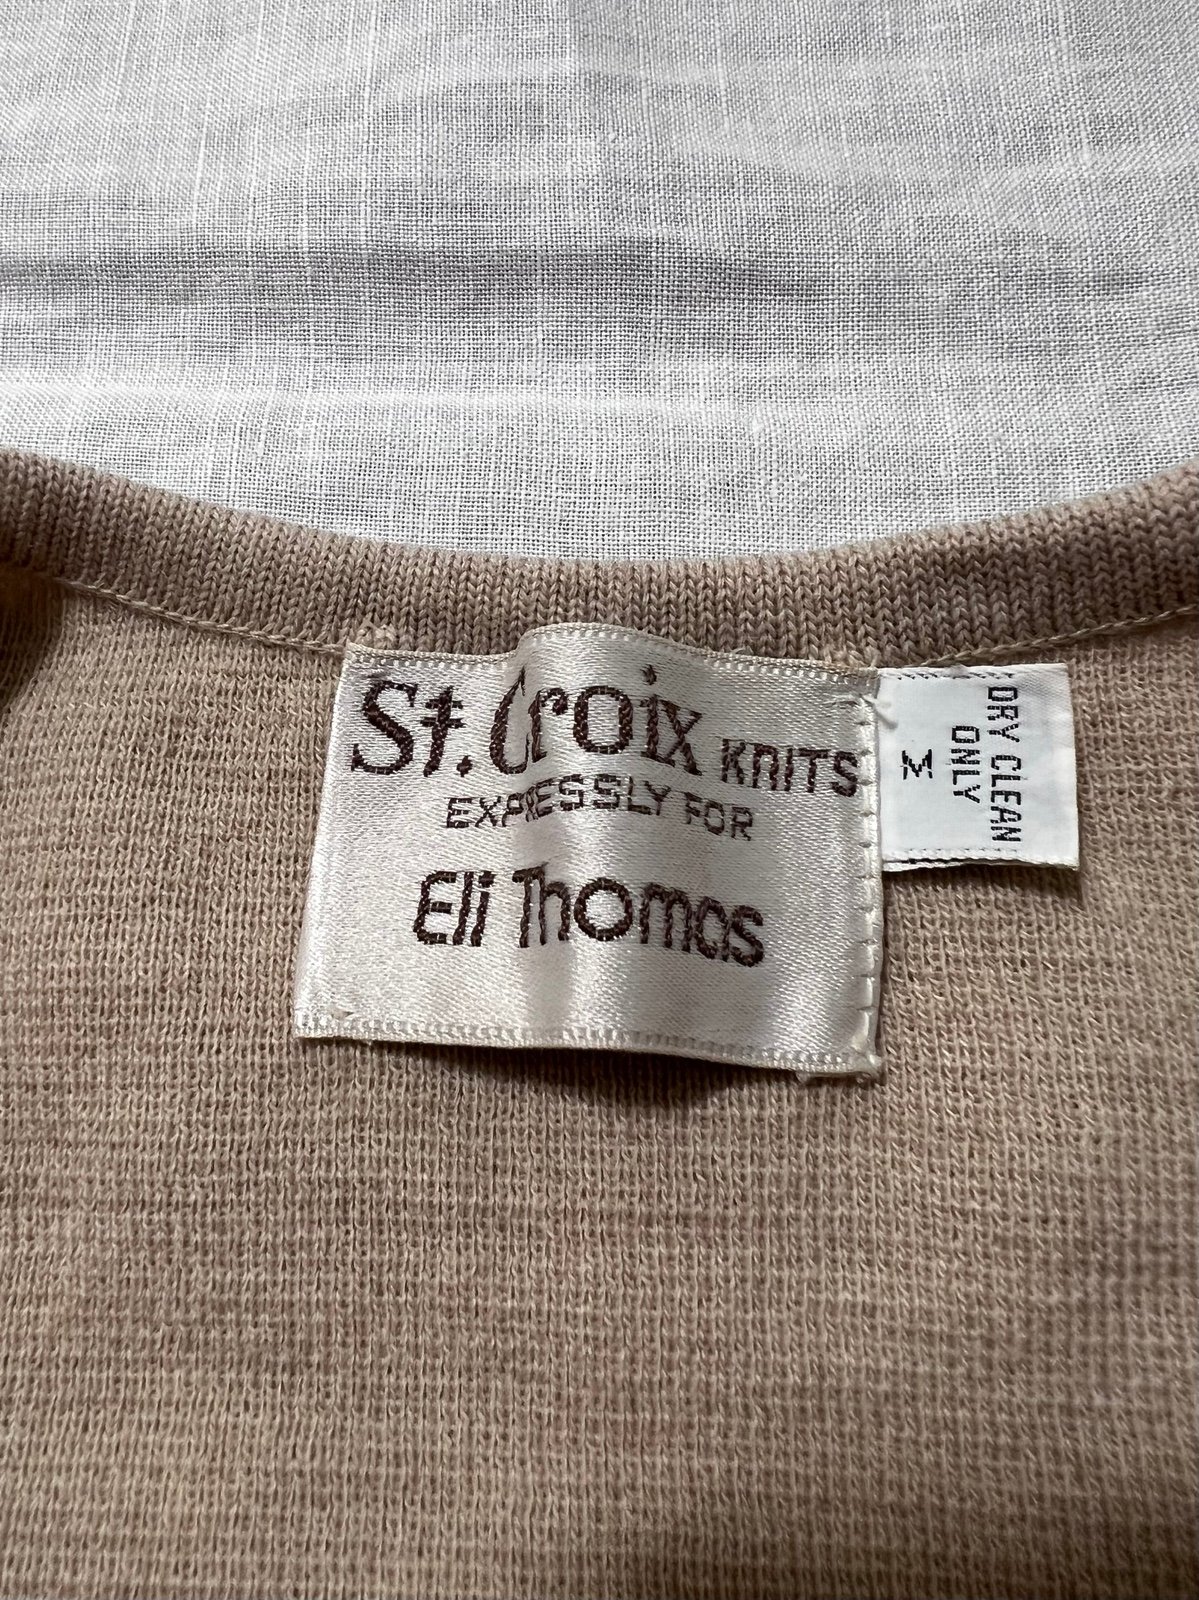 St. Croix KNITS
EXPRESSLY FOR
Eli Thomas
DRY CLEAN
ONLY
M